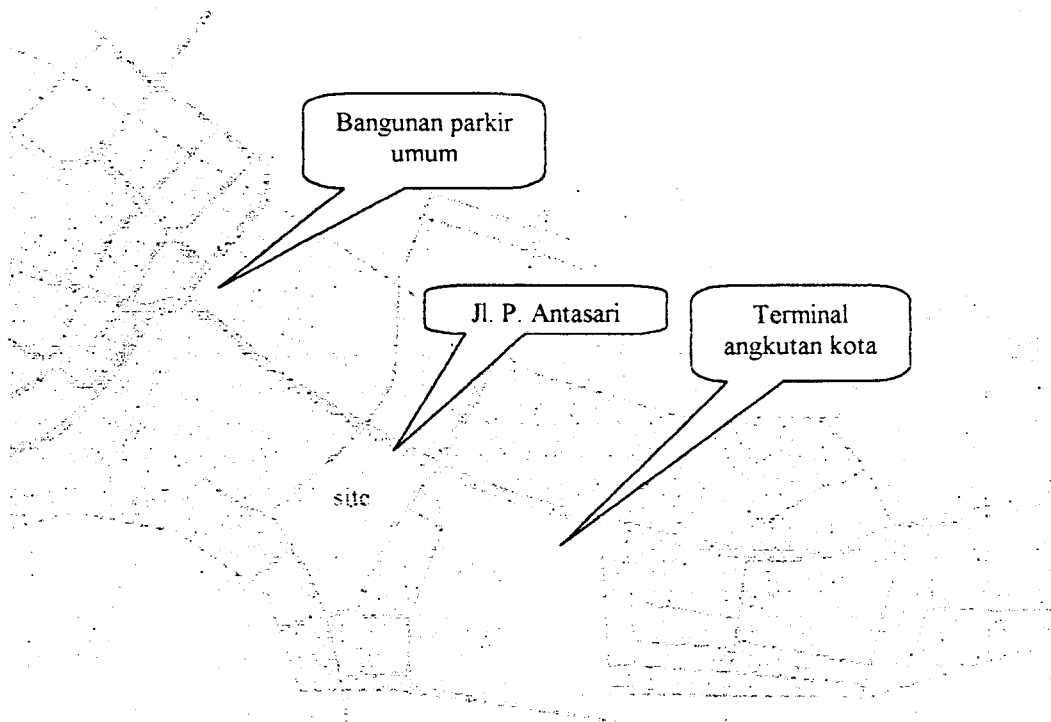 Bangunan parkir
umum
Jl. P. Antasari
Terminal
angkutan kota
site